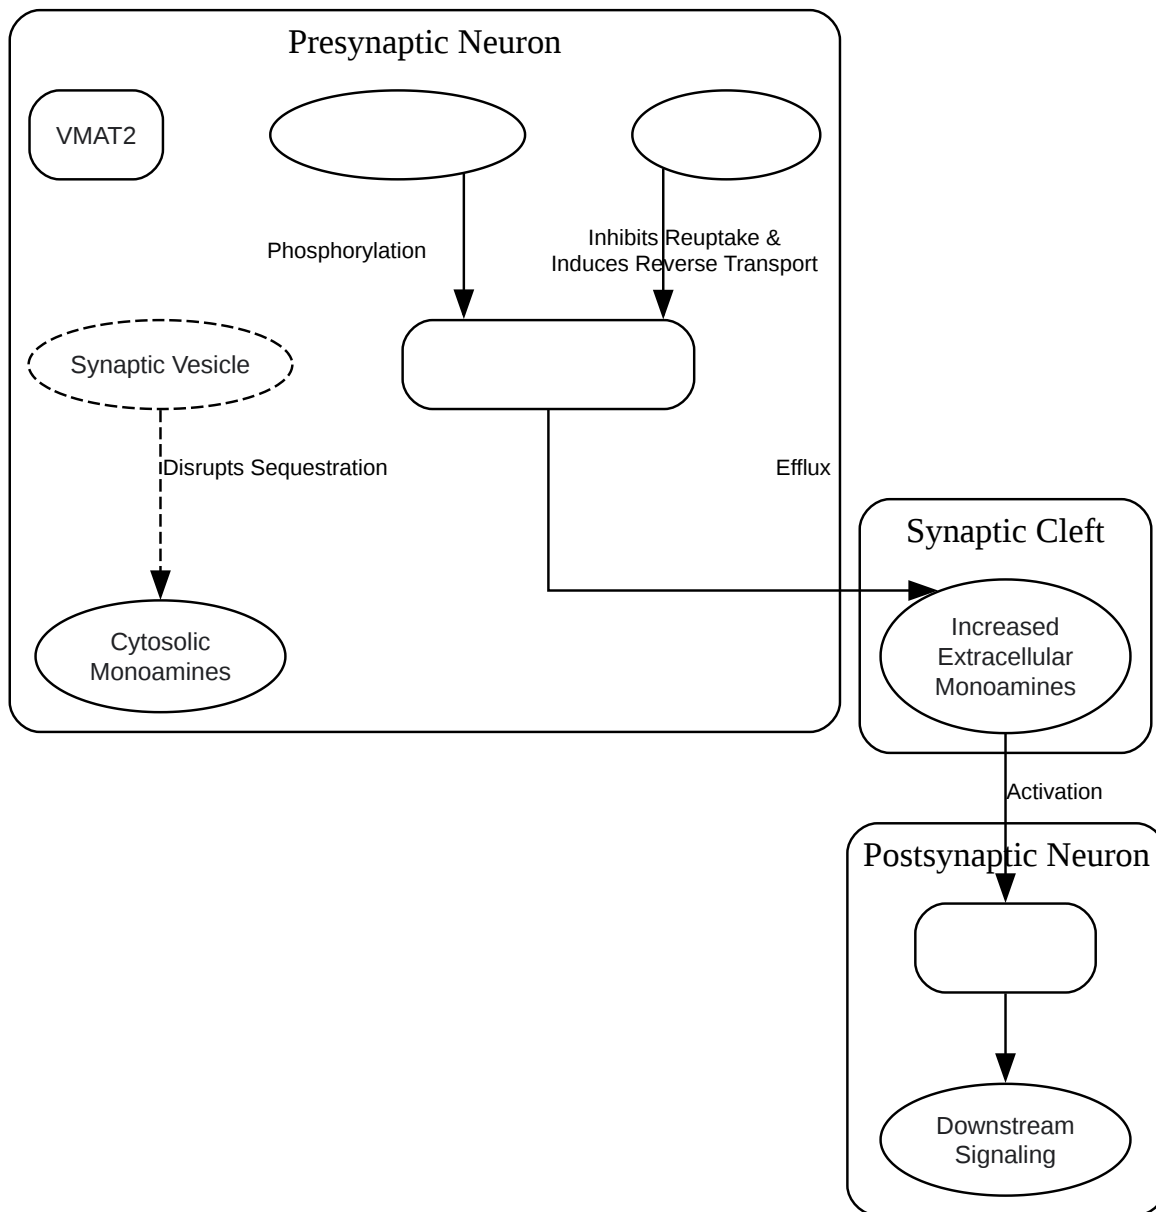 Presynaptic Neuron
VMAT2
Phosphorylation
Inhibits Reuptake &
Induces Reverse Transport
Synaptic Vesicle
Disrupts Sequestration
Efflux
Cytosolic
Monoamines
Synaptic Cleft
Increased
Extracellular
Monoamines
Activation
Postsynaptic Neuron
Downstream
Signaling